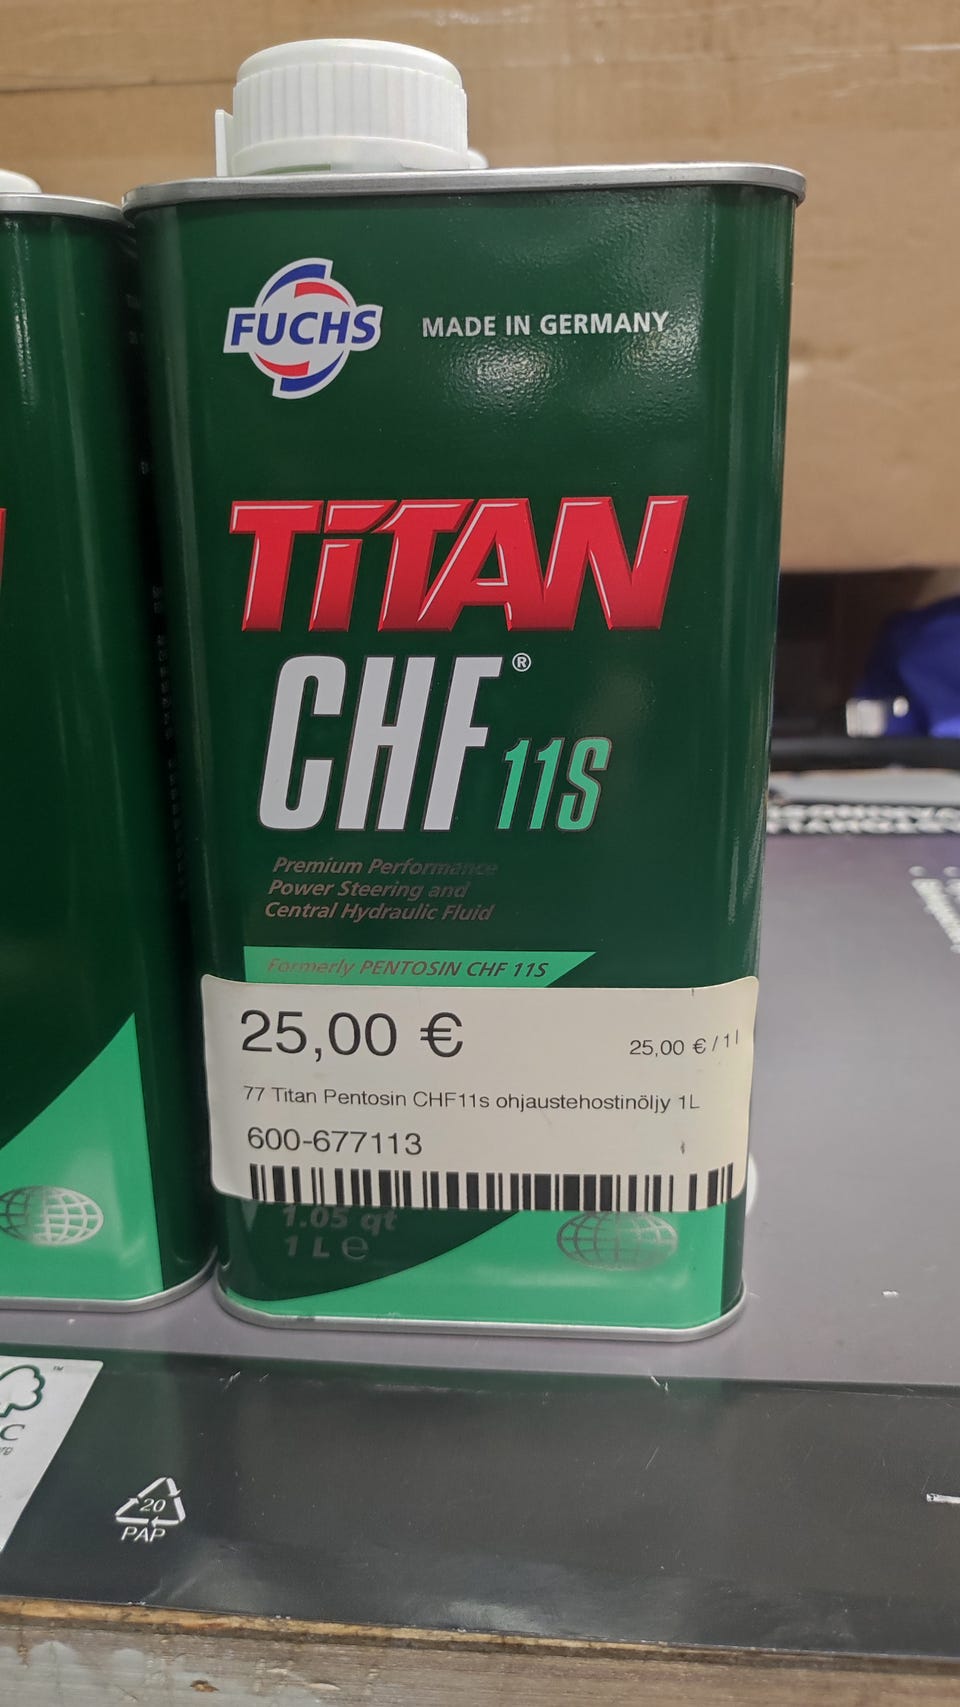 FUCHS
MADE IN GERMANY
TITAN
CHF®
11S
Premium Performance
Power Steering and
Central Hydraulic Fluid
Formerly PENTOSIN CHF 11S
25,00 €
25,00 € / 1 l
77 Titan Pentosin CHF11s ohjaustehostinöljy 1L
600-677113
1.05 qt
1 L ℮
TM
C
20
PAP